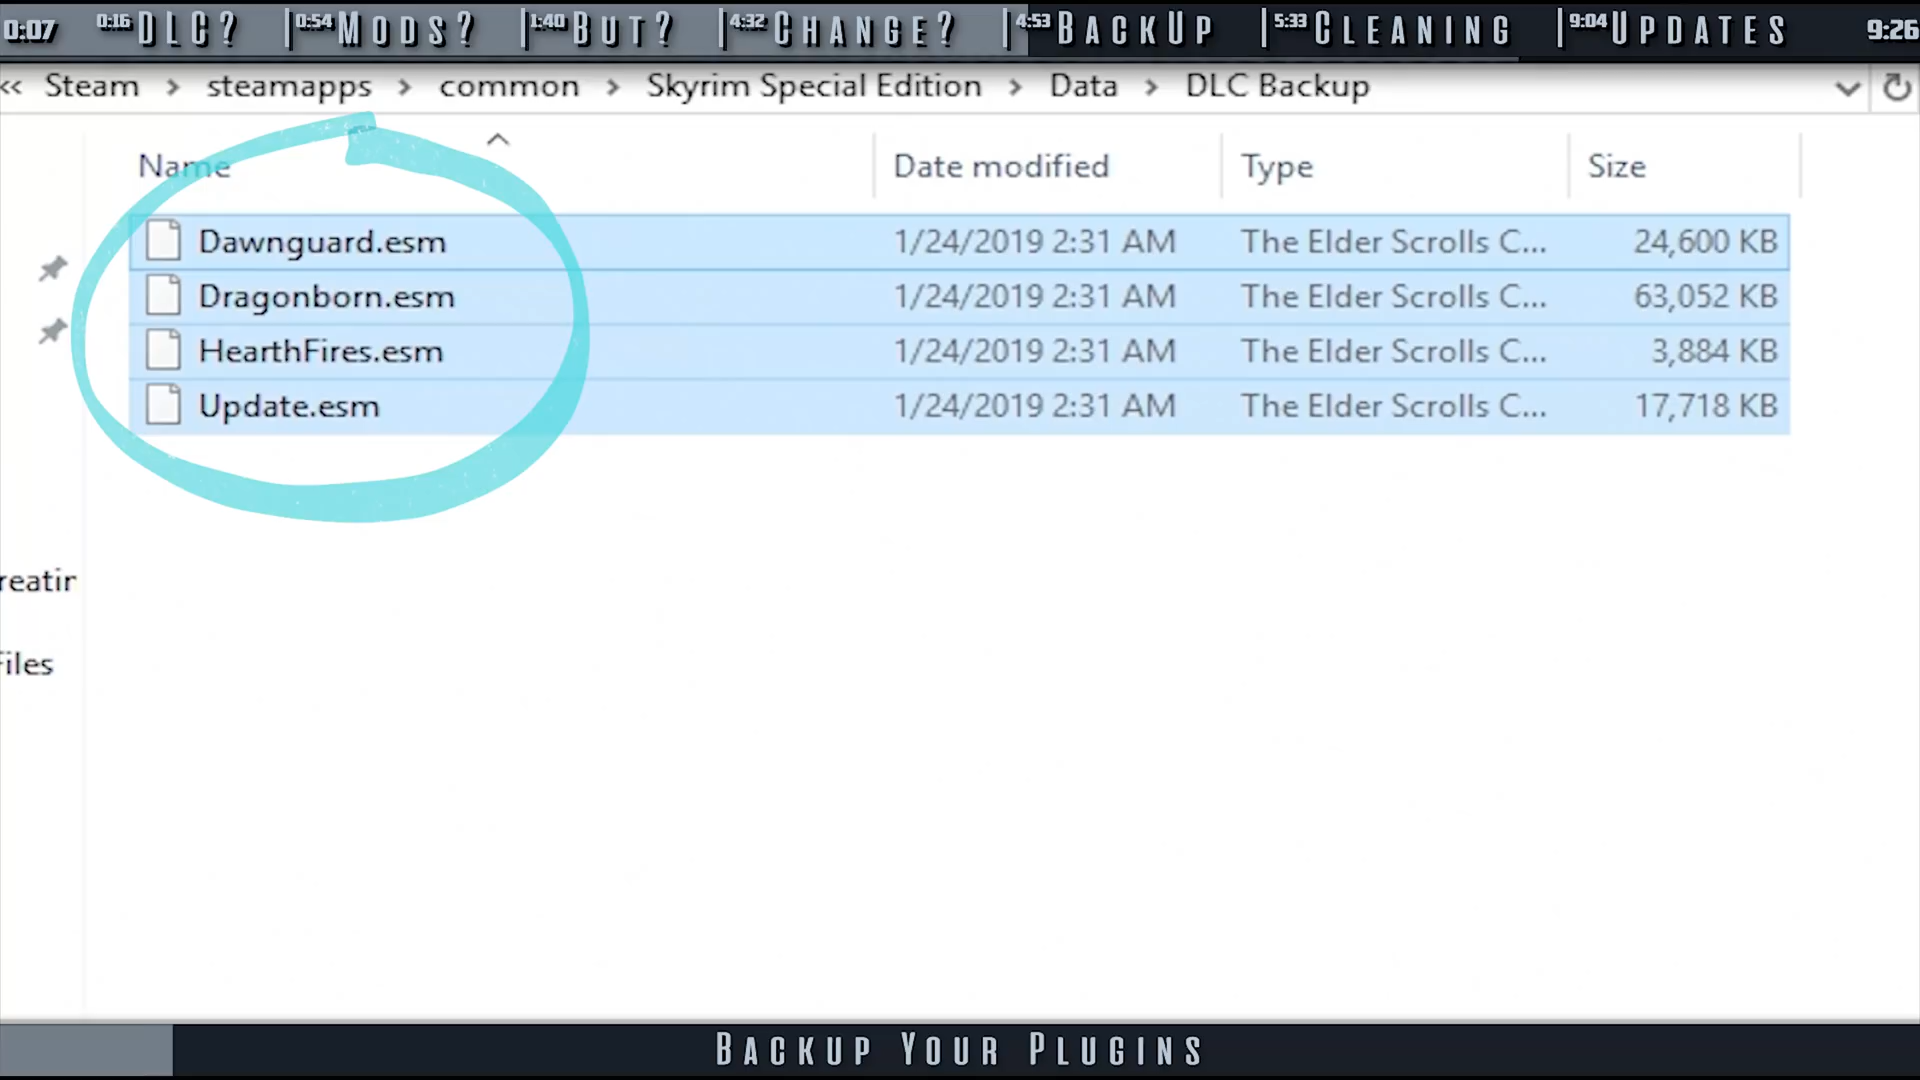 0:07 0:16 DLC? 0:54 Mods? 1:40 But? 4:32 Change? 4:53 BackUp 5:33 Cleaning 9:04 Updates 9:26
« Steam > steamapps > common > Skyrim Special Edition > Data > DLC Backup
Name Date modified Type Size
Dawnguard.esm 1/24/2019 2:31 AM The Elder Scrolls C... 24,600 KB
Dragonborn.esm 1/24/2019 2:31 AM The Elder Scrolls C... 63,052 KB
HearthFires.esm 1/24/2019 2:31 AM The Elder Scrolls C... 3,884 KB
Update.esm 1/24/2019 2:31 AM The Elder Scrolls C... 17,718 KB
reatin
Files
Backup Your Plugins